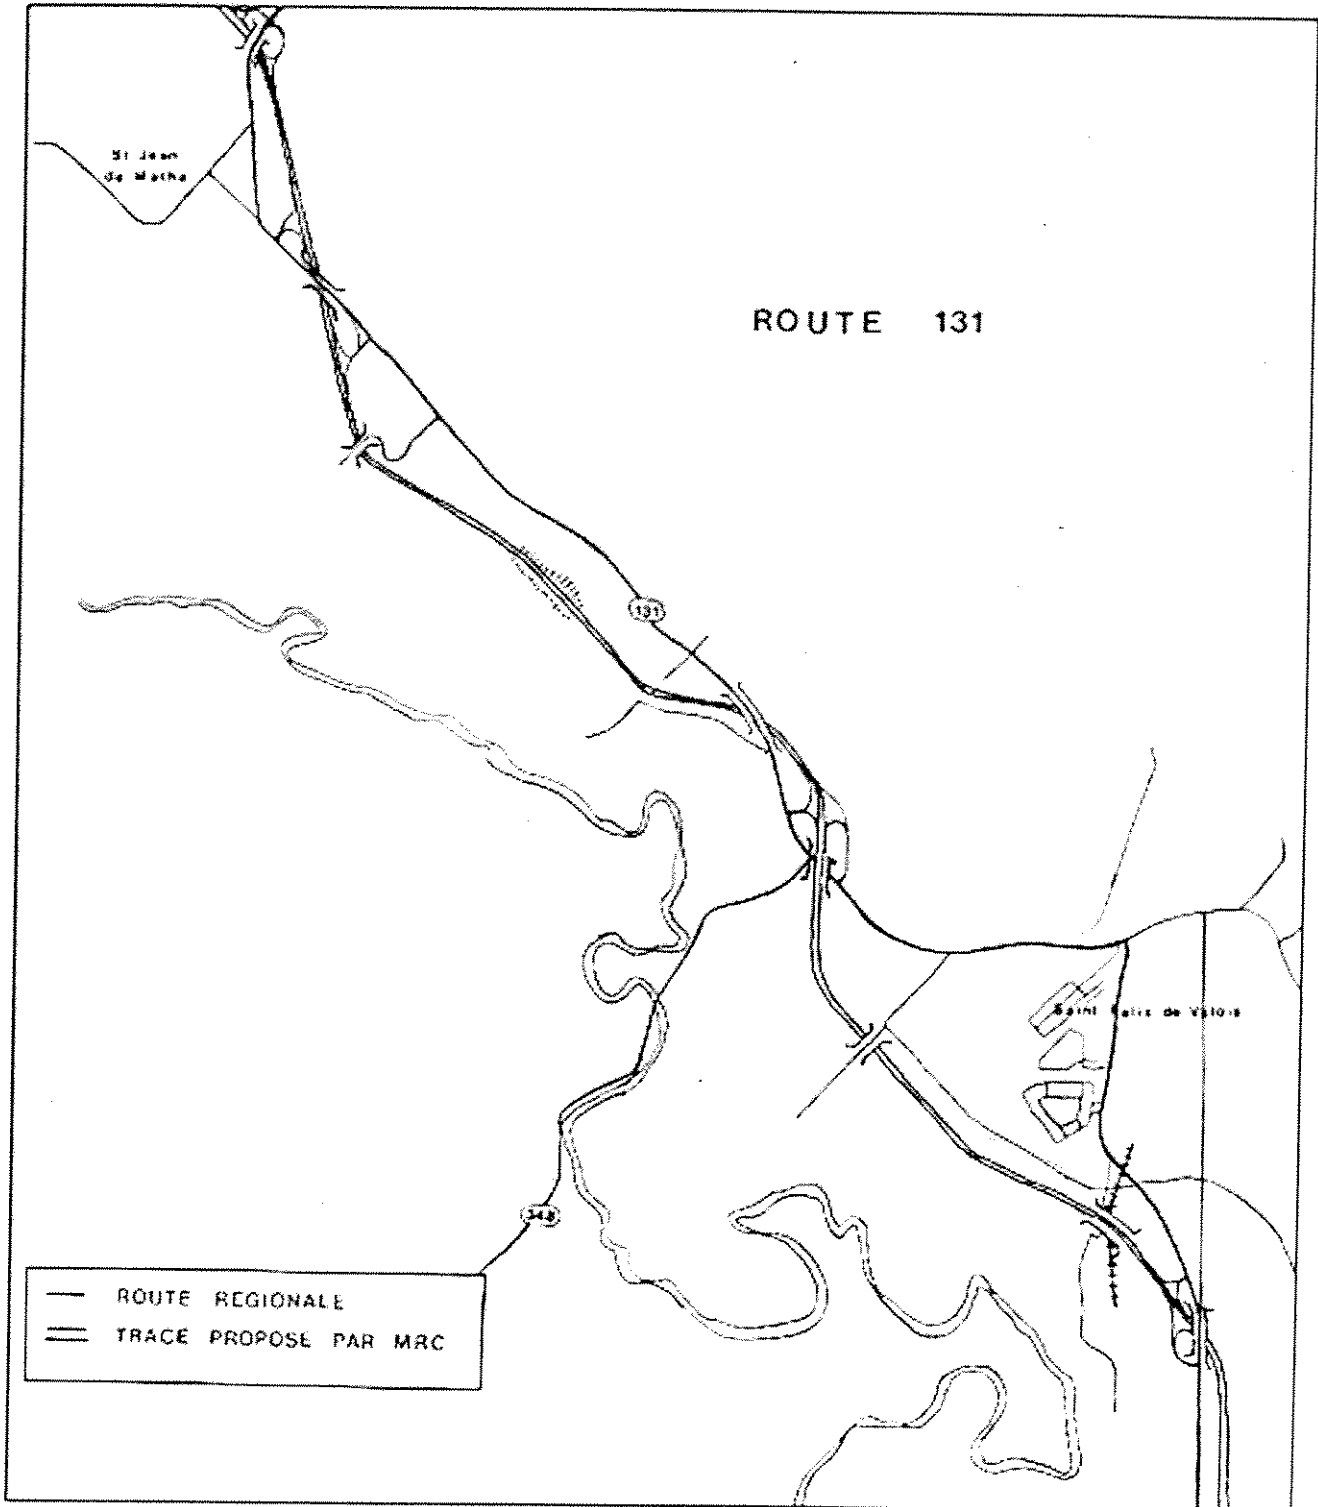 St Jean
de Matha
ROUTE 131
131
Saint Felix de Valois
348
ROUTE REGIONALE
TRACE PROPOSE PAR MRC